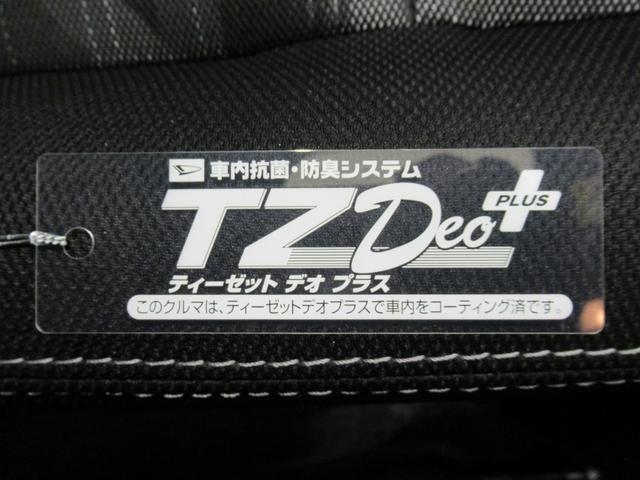 車内抗菌・防臭システム
TZ Deo PLUS
ティーゼット デオ プラス
このクルマは、ティーゼットデオプラスで車内をコーティング済です。